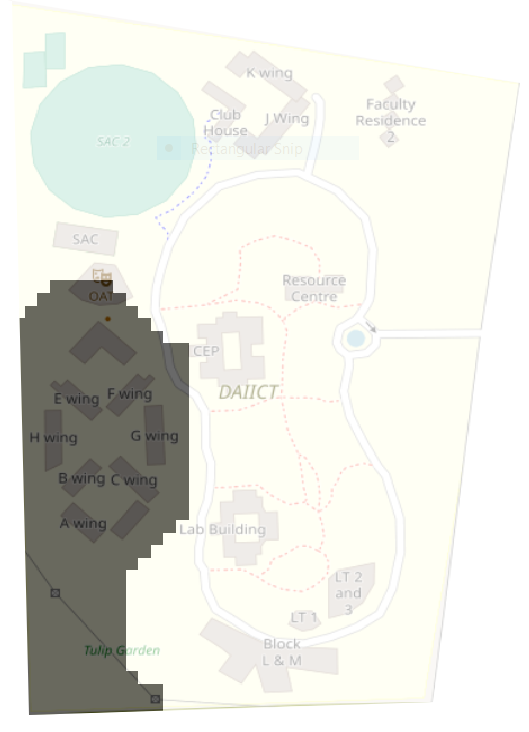 K wing
Club
House
J Wing
Faculty
Residence
2
SAC 2
Rectangular Snip
SAC
OAT
Resource
Centre
CEP
DAIICT
E wing
F wing
H wing
G wing
B wing
C wing
A wing
Lab Building
LT 2
and
3
LT 1
Block
L & M
Tulip Garden